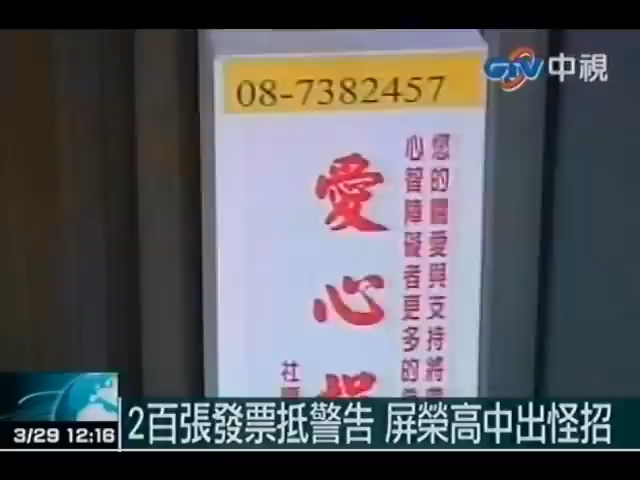 CTV中視
08-7382457
您的關愛與支持將
心智障礙者更多的
愛心
社
2百張發票抵警告 屏榮高中出怪招
3/29 12:16